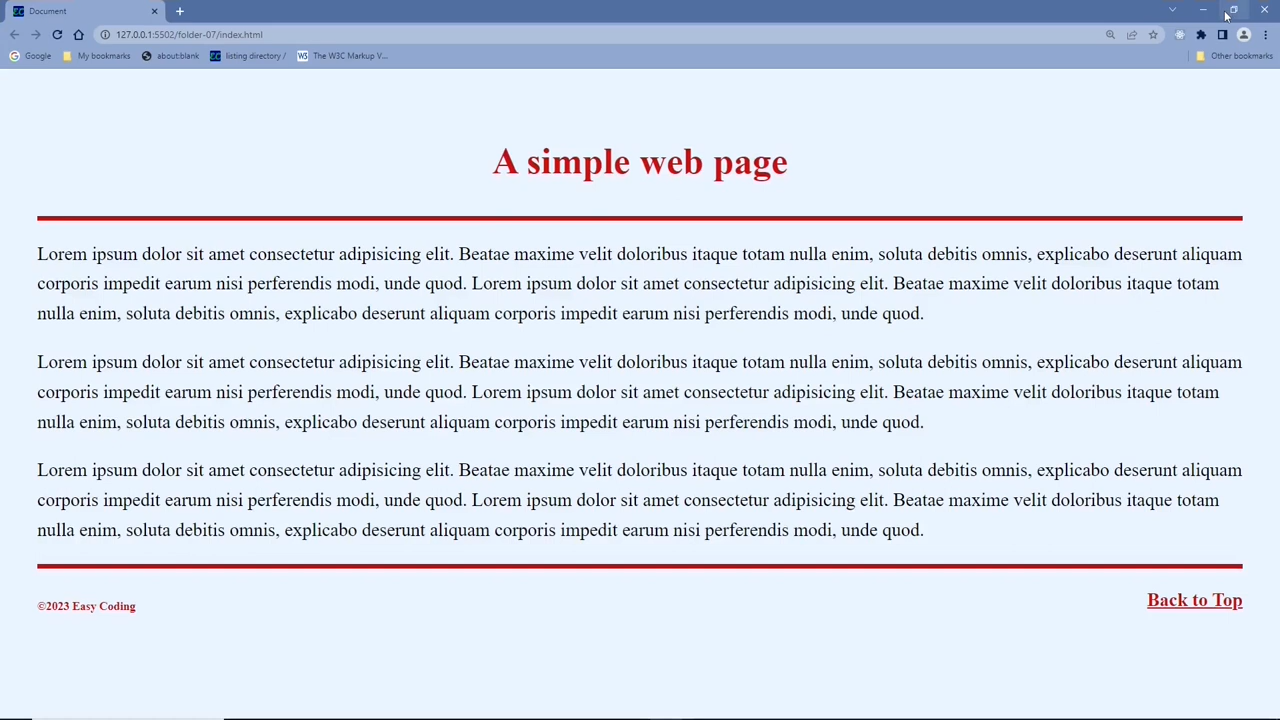 Document
127.0.0.1:5502/folder-07/index.html
Google My bookmarks about:blank listing directory / The W3C Markup V... Other bookmarks
A simple web page
Lorem ipsum dolor sit amet consectetur adipisicing elit. Beatae maxime velit doloribus itaque totam nulla enim, soluta debitis omnis, explicabo deserunt aliquam
corporis impedit earum nisi perferendis modi, unde quod. Lorem ipsum dolor sit amet consectetur adipisicing elit. Beatae maxime velit doloribus itaque totam
nulla enim, soluta debitis omnis, explicabo deserunt aliquam corporis impedit earum nisi perferendis modi, unde quod.
Lorem ipsum dolor sit amet consectetur adipisicing elit. Beatae maxime velit doloribus itaque totam nulla enim, soluta debitis omnis, explicabo deserunt aliquam
corporis impedit earum nisi perferendis modi, unde quod. Lorem ipsum dolor sit amet consectetur adipisicing elit. Beatae maxime velit doloribus itaque totam
nulla enim, soluta debitis omnis, explicabo deserunt aliquam corporis impedit earum nisi perferendis modi, unde quod.
Lorem ipsum dolor sit amet consectetur adipisicing elit. Beatae maxime velit doloribus itaque totam nulla enim, soluta debitis omnis, explicabo deserunt aliquam
corporis impedit earum nisi perferendis modi, unde quod. Lorem ipsum dolor sit amet consectetur adipisicing elit. Beatae maxime velit doloribus itaque totam
nulla enim, soluta debitis omnis, explicabo deserunt aliquam corporis impedit earum nisi perferendis modi, unde quod.
©2023 Easy Coding
Back to Top